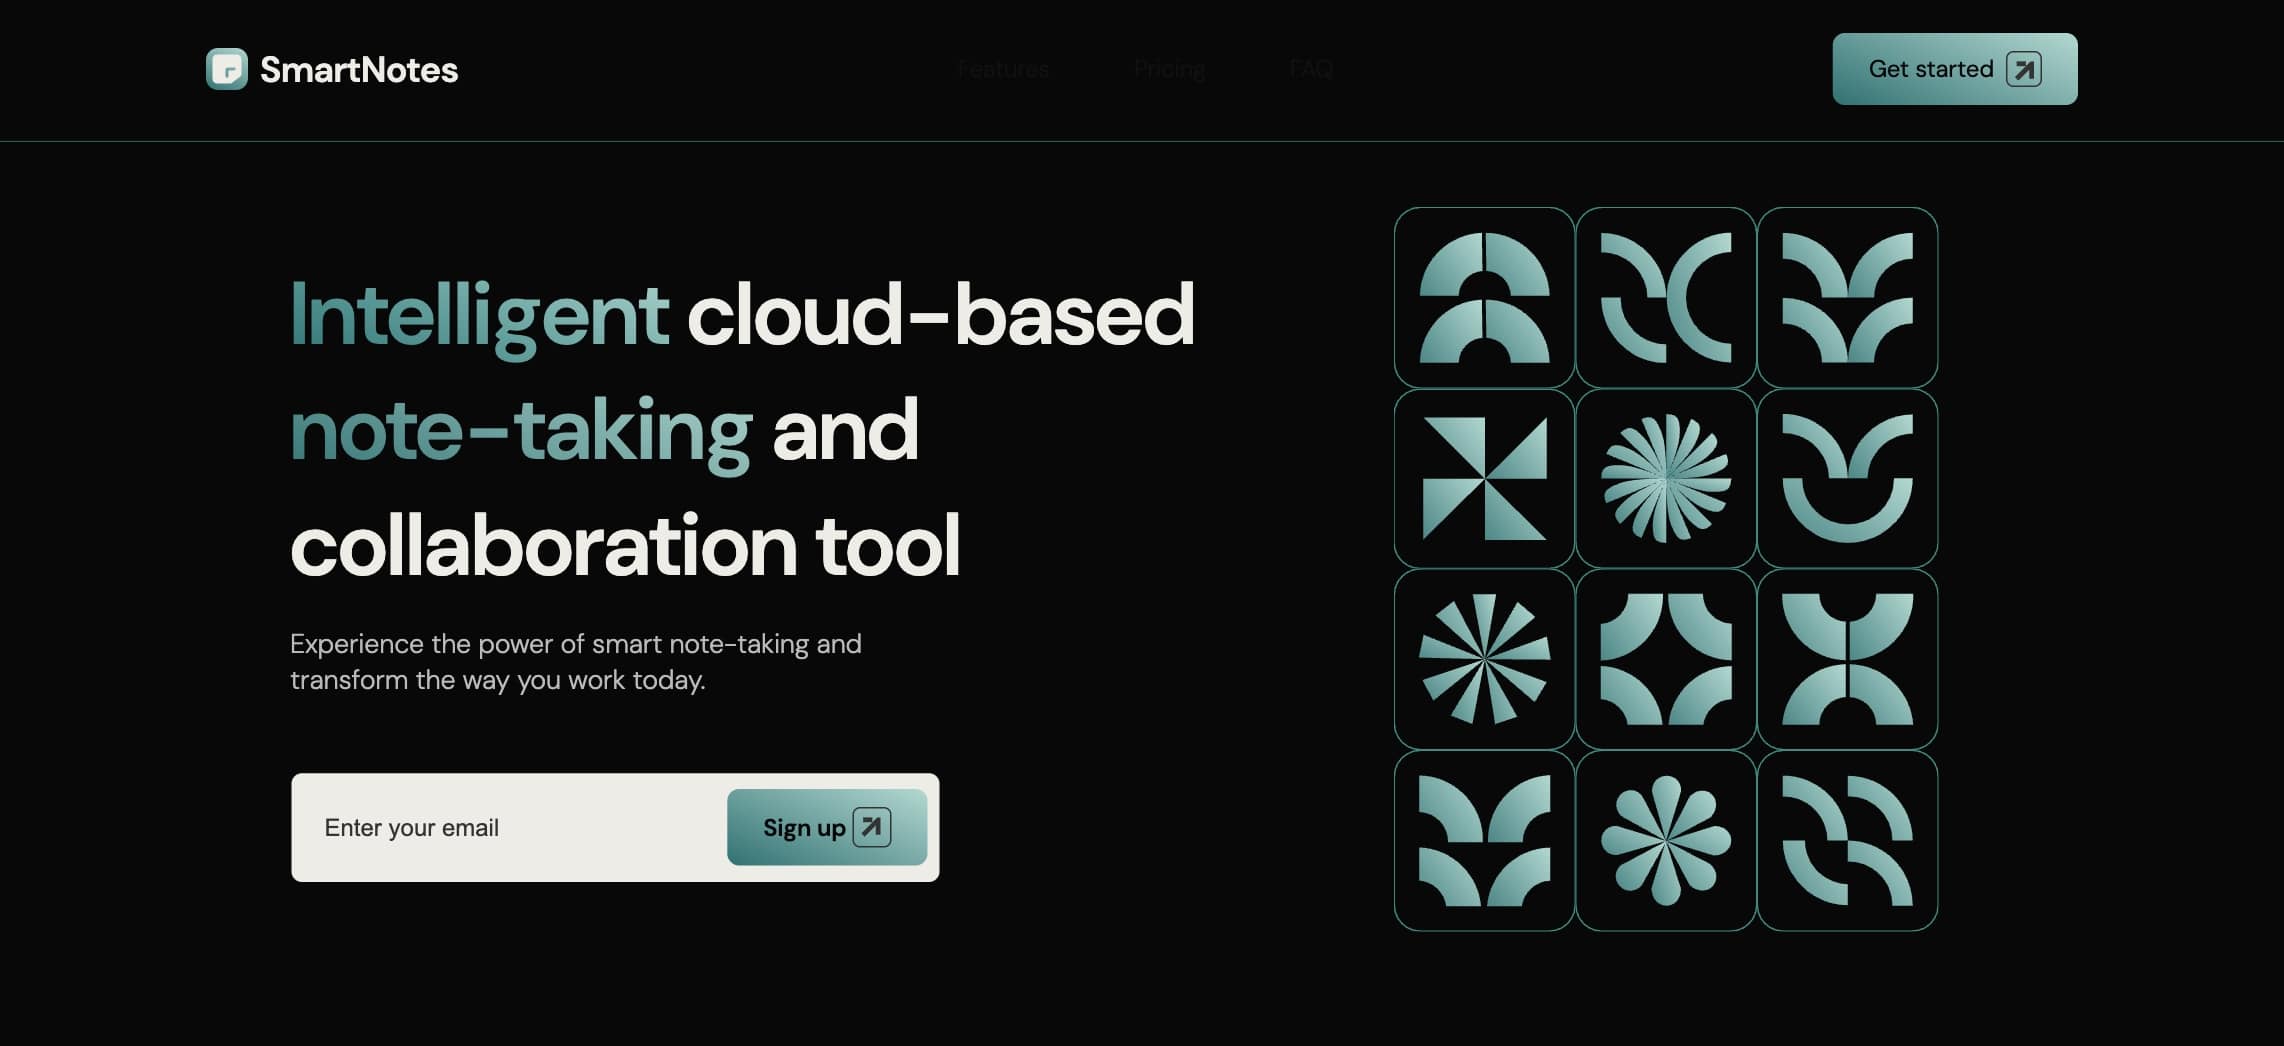 SmartNotes
Features
Pricing
FAQ
Get started
Intelligent cloud-based
note-taking and
collaboration tool
Experience the power of smart note-taking and
transform the way you work today.
Enter your email
Sign up